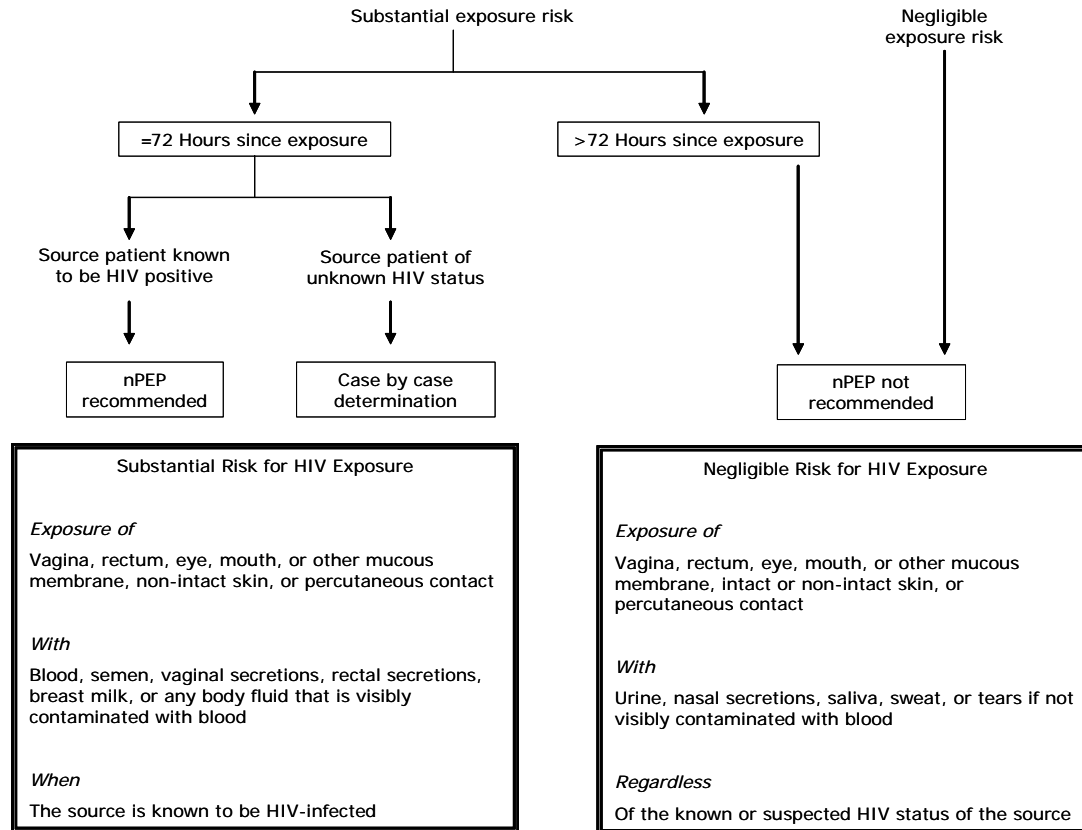 Substantial exposure risk
Negligible
exposure risk
=72 Hours since exposure
>72 Hours since exposure
Source patient known
to be HIV positive
Source patient of
unknown HIV status
nPEP
recommended
Case by case
determination
nPEP not
recommended
Substantial Risk for HIV Exposure
Exposure of
Vagina, rectum, eye, mouth, or other mucous
membrane, non-intact skin, or percutaneous contact
With
Blood, semen, vaginal secretions, rectal secretions,
breast milk, or any body fluid that is visibly
contaminated with blood
When
The source is known to be HIV-infected
Negligible Risk for HIV Exposure
Exposure of
Vagina, rectum, eye, mouth, or other mucous
membrane, intact or non-intact skin, or
percutaneous contact
With
Urine, nasal secretions, saliva, sweat, or tears if not
visibly contaminated with blood
Regardless
Of the known or suspected HIV status of the source